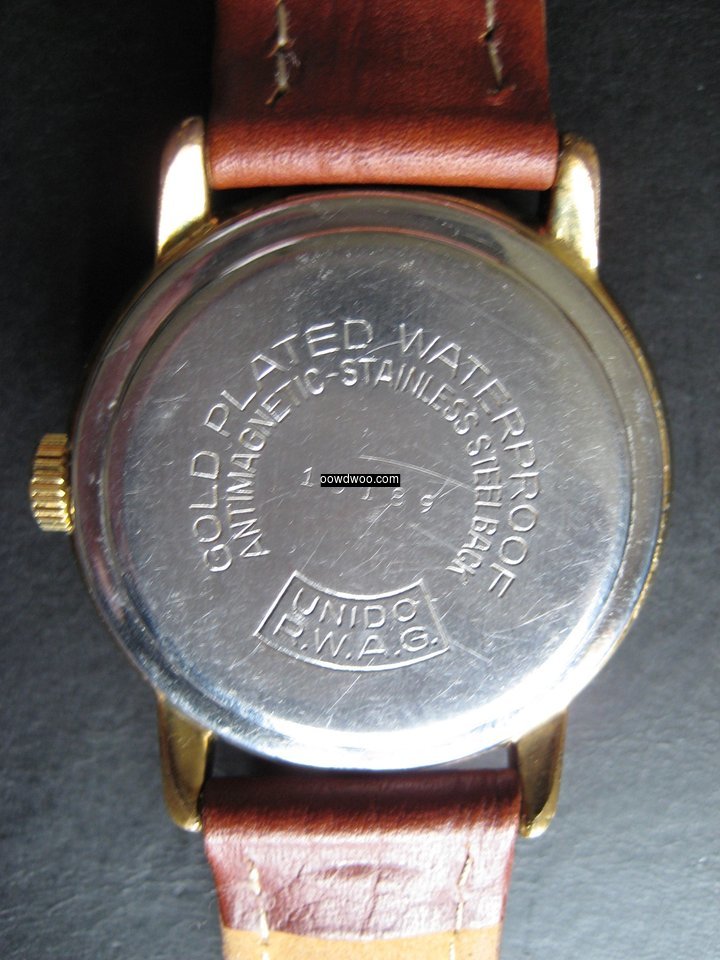 GOLD PLATED WATERPROOF
ANTIMAGNETIC-STAINLESS STEEL BACK
oowdwoo.com
UNIDO
P.W.A.G.